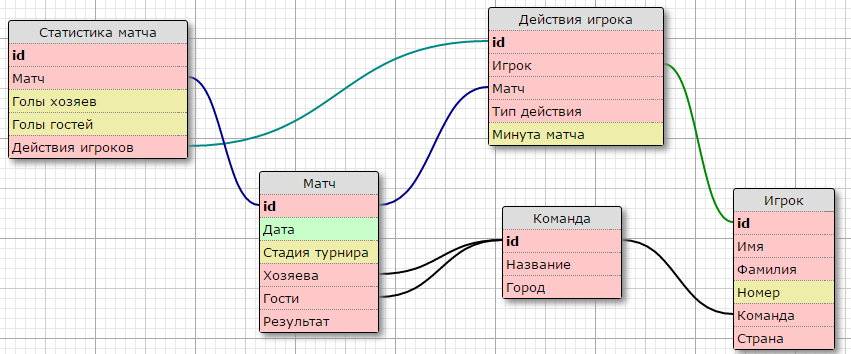 Статистика матча
id
Матч
Голы хозяев
Голы гостей
Действия игроков
Действия игрока
id
Игрок
Матч
Тип действия
Минута матча
Матч
id
Дата
Стадия турнира
Хозяева
Гости
Результат
Команда
id
Название
Город
Игрок
id
Имя
Фамилия
Номер
Команда
Страна